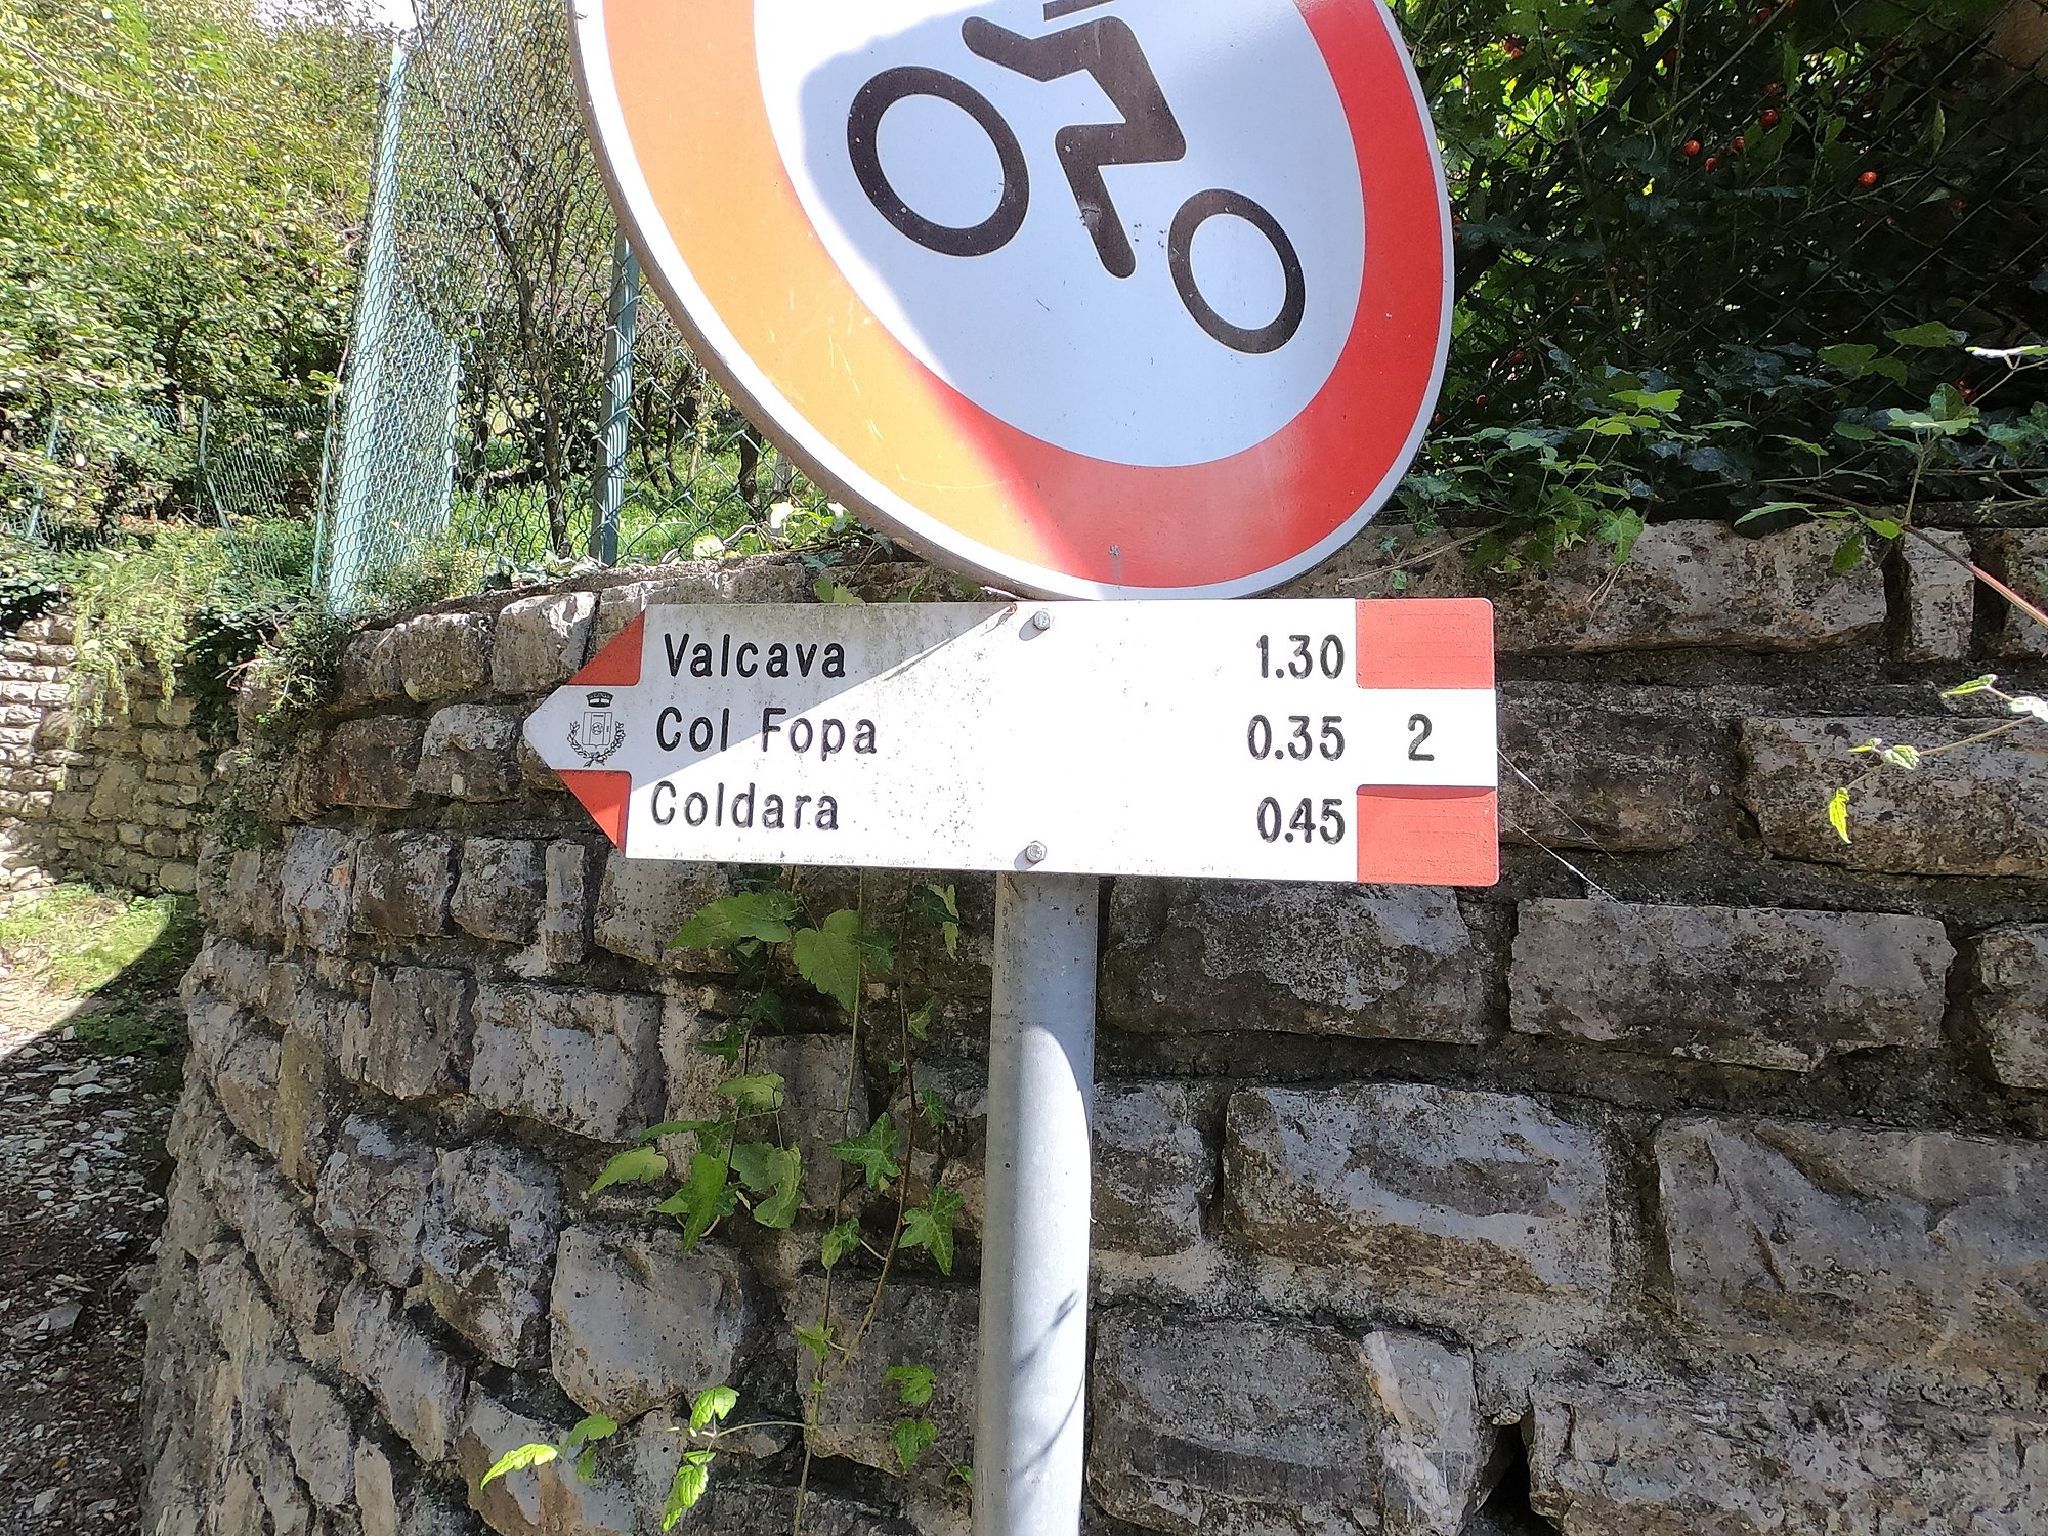 Valcava 1.30
Col Fopa 0.35 2
Coldara 0.45